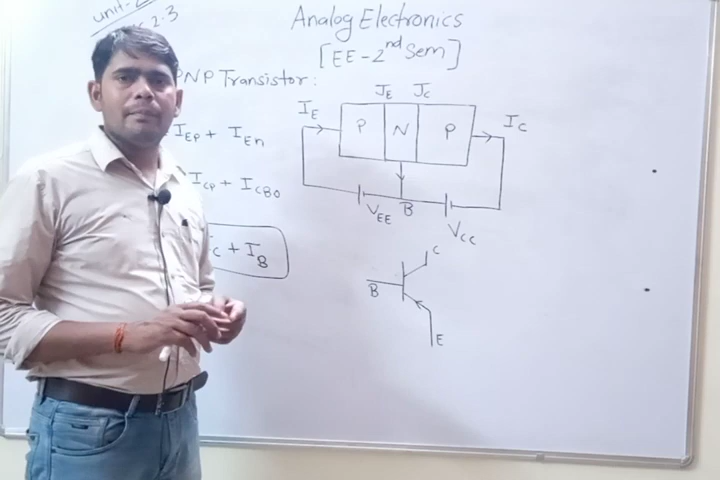 unit-2
2.3
Analog Electronics
[EE-2nd Sem]
PNP Transistor:
JE JC
IE
P N P
IC
IEP + IEn
ICP + ICBO
C + IB
VEE
B
VCC
C
B
E